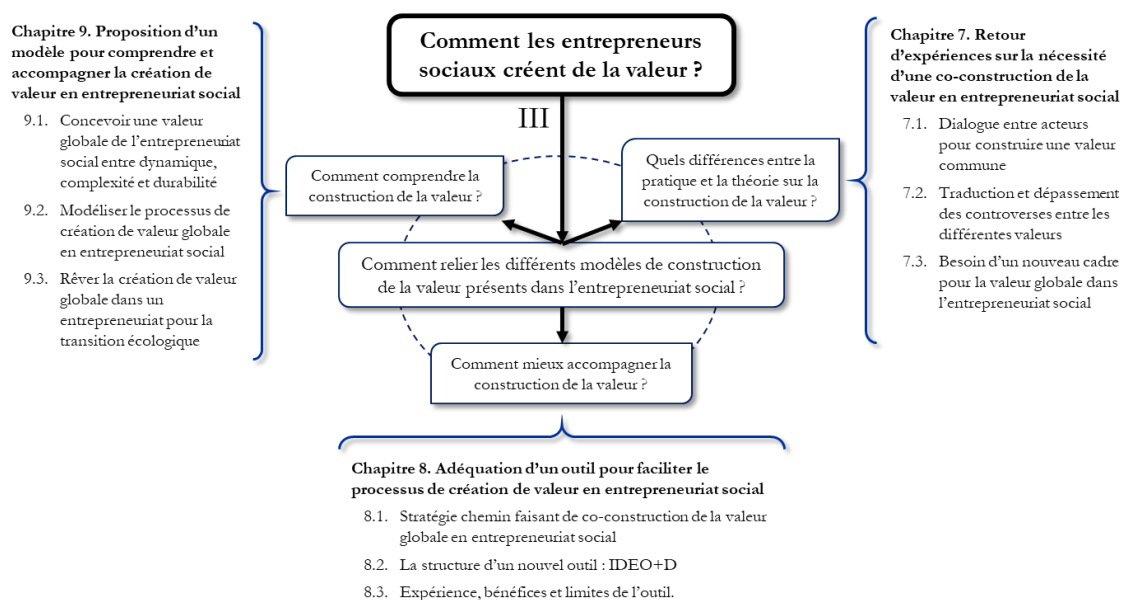 Comment les entrepreneurs
sociaux créent de la valeur ?
III
Chapitre 9. Proposition d'un
modèle pour comprendre et
accompagner la création de
valeur en entrepreneuriat social
9.1. Concevoir une valeur
globale de l'entrepreneuriat
social entre dynamique,
complexité et durabilité
9.2. Modéliser le processus de
création de valeur globale
en entrepreneuriat social
9.3. Rêver la création de valeur
globale dans un
entrepreneuriat pour la
transition écologique
Comment comprendre la
construction de la valeur ?
Quels différences entre la
pratique et la théorie sur la
construction de la valeur ?
Comment relier les différents modèles de construction
de la valeur présents dans l'entrepreneuriat social ?
Comment mieux accompagner la
construction de la valeur ?
Chapitre 7. Retour
d'expériences sur la nécessité
d'une co-construction de la
valeur en entrepreneuriat social
7.1. Dialogue entre acteurs
pour construire une valeur
commune
7.2. Traduction et dépassement
des controverses entre les
différentes valeurs
7.3. Besoin d'un nouveau cadre
pour la valeur globale dans
l'entrepreneuriat social
Chapitre 8. Adéquation d'un outil pour faciliter le
processus de création de valeur en entrepreneuriat social
8.1. Stratégie chemin faisant de co-construction de la valeur
globale en entrepreneuriat social
8.2. La structure d'un nouvel outil : IDEO+D
8.3. Expérience, bénéfices et limites de l'outil.